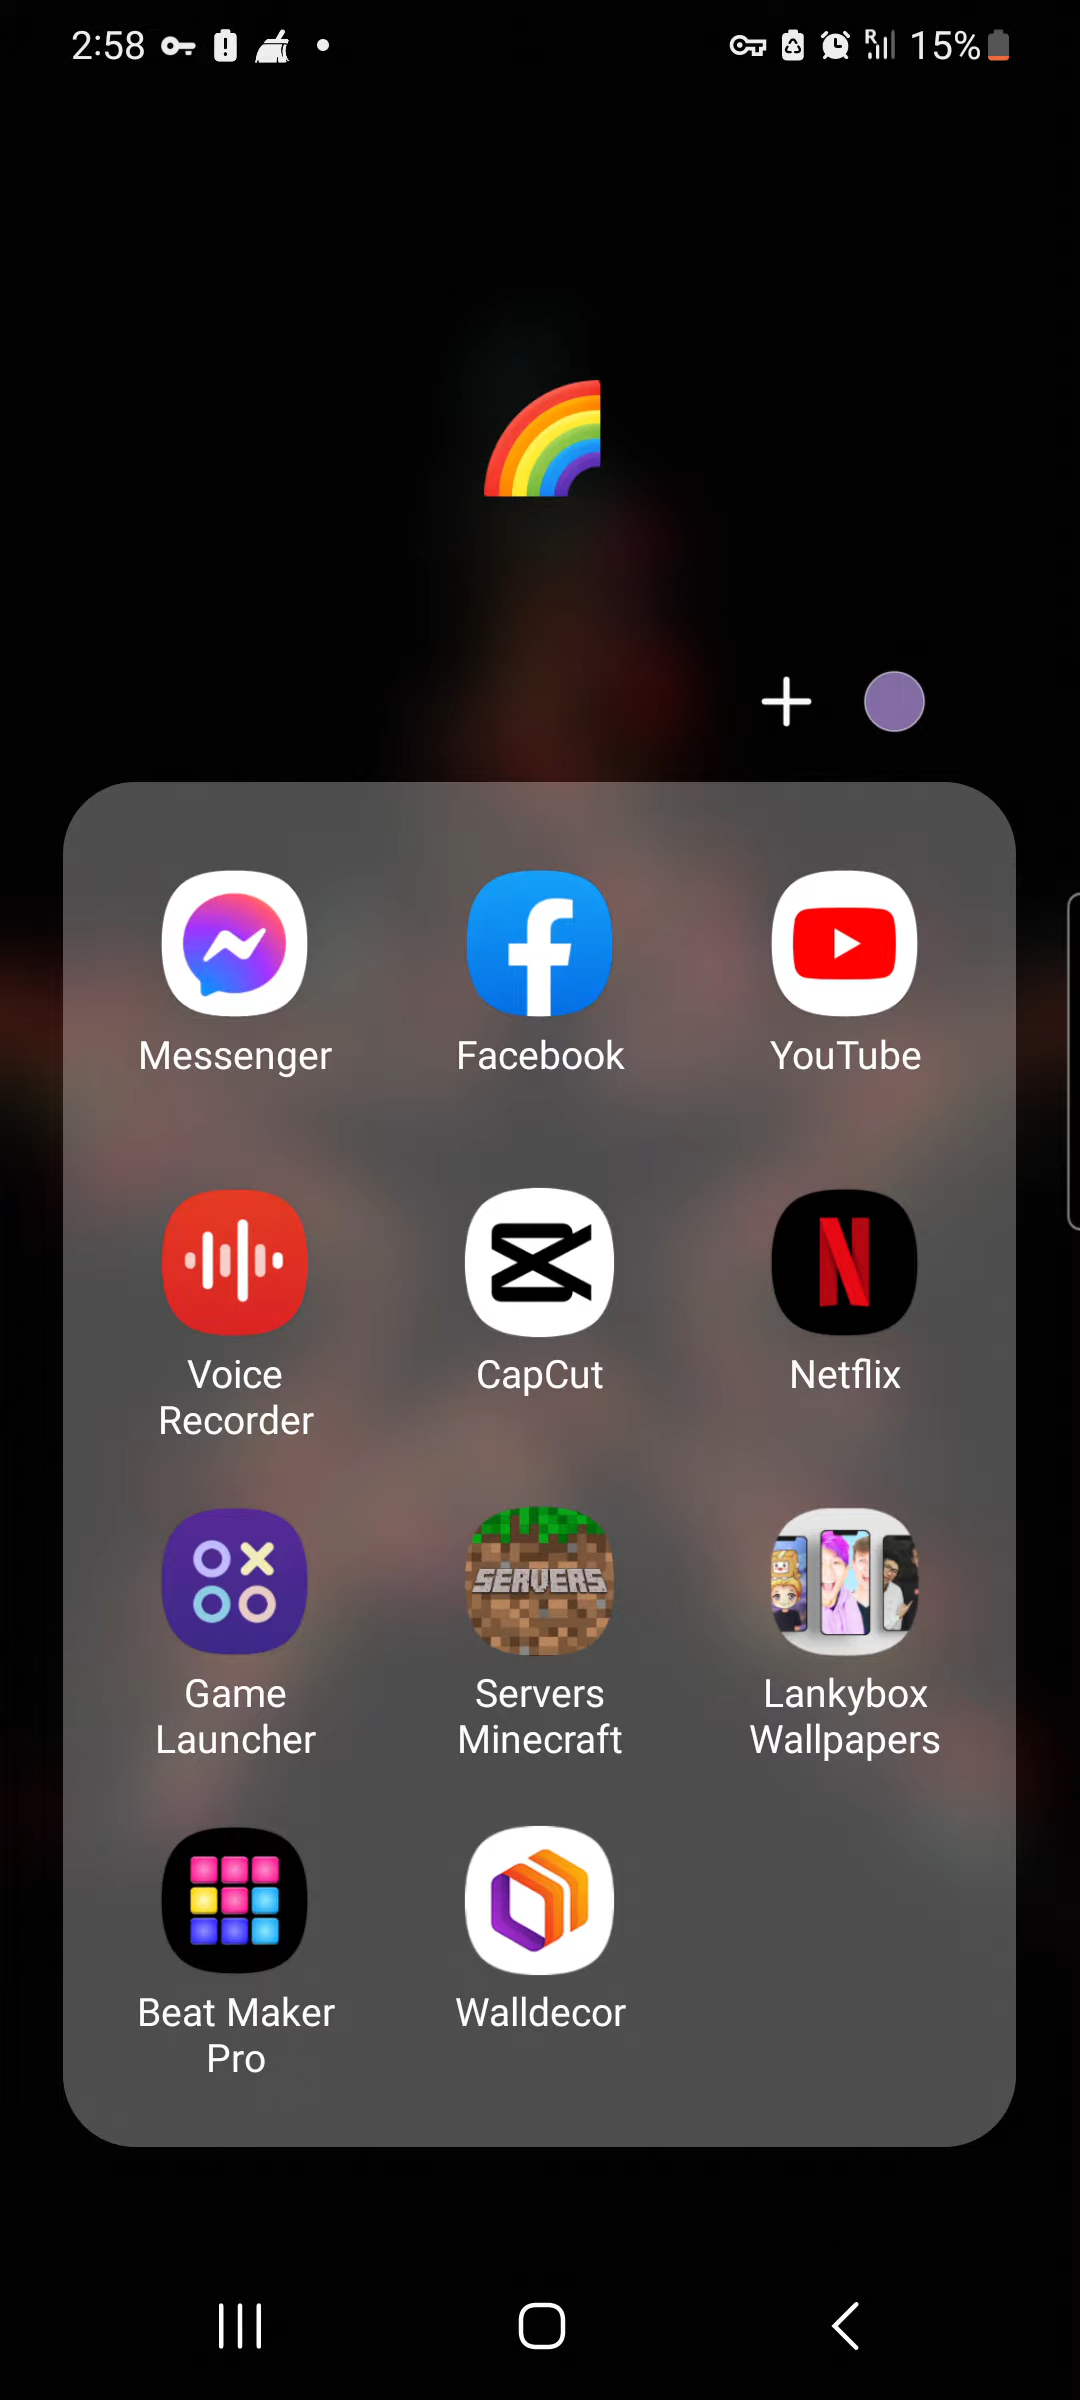 2:58
R
15%
Messenger
Facebook
YouTube
Voice
Recorder
CapCut
Netflix
SERVERS
Game
Launcher
Servers
Minecraft
Lankybox
Wallpapers
Beat Maker
Pro
Walldecor